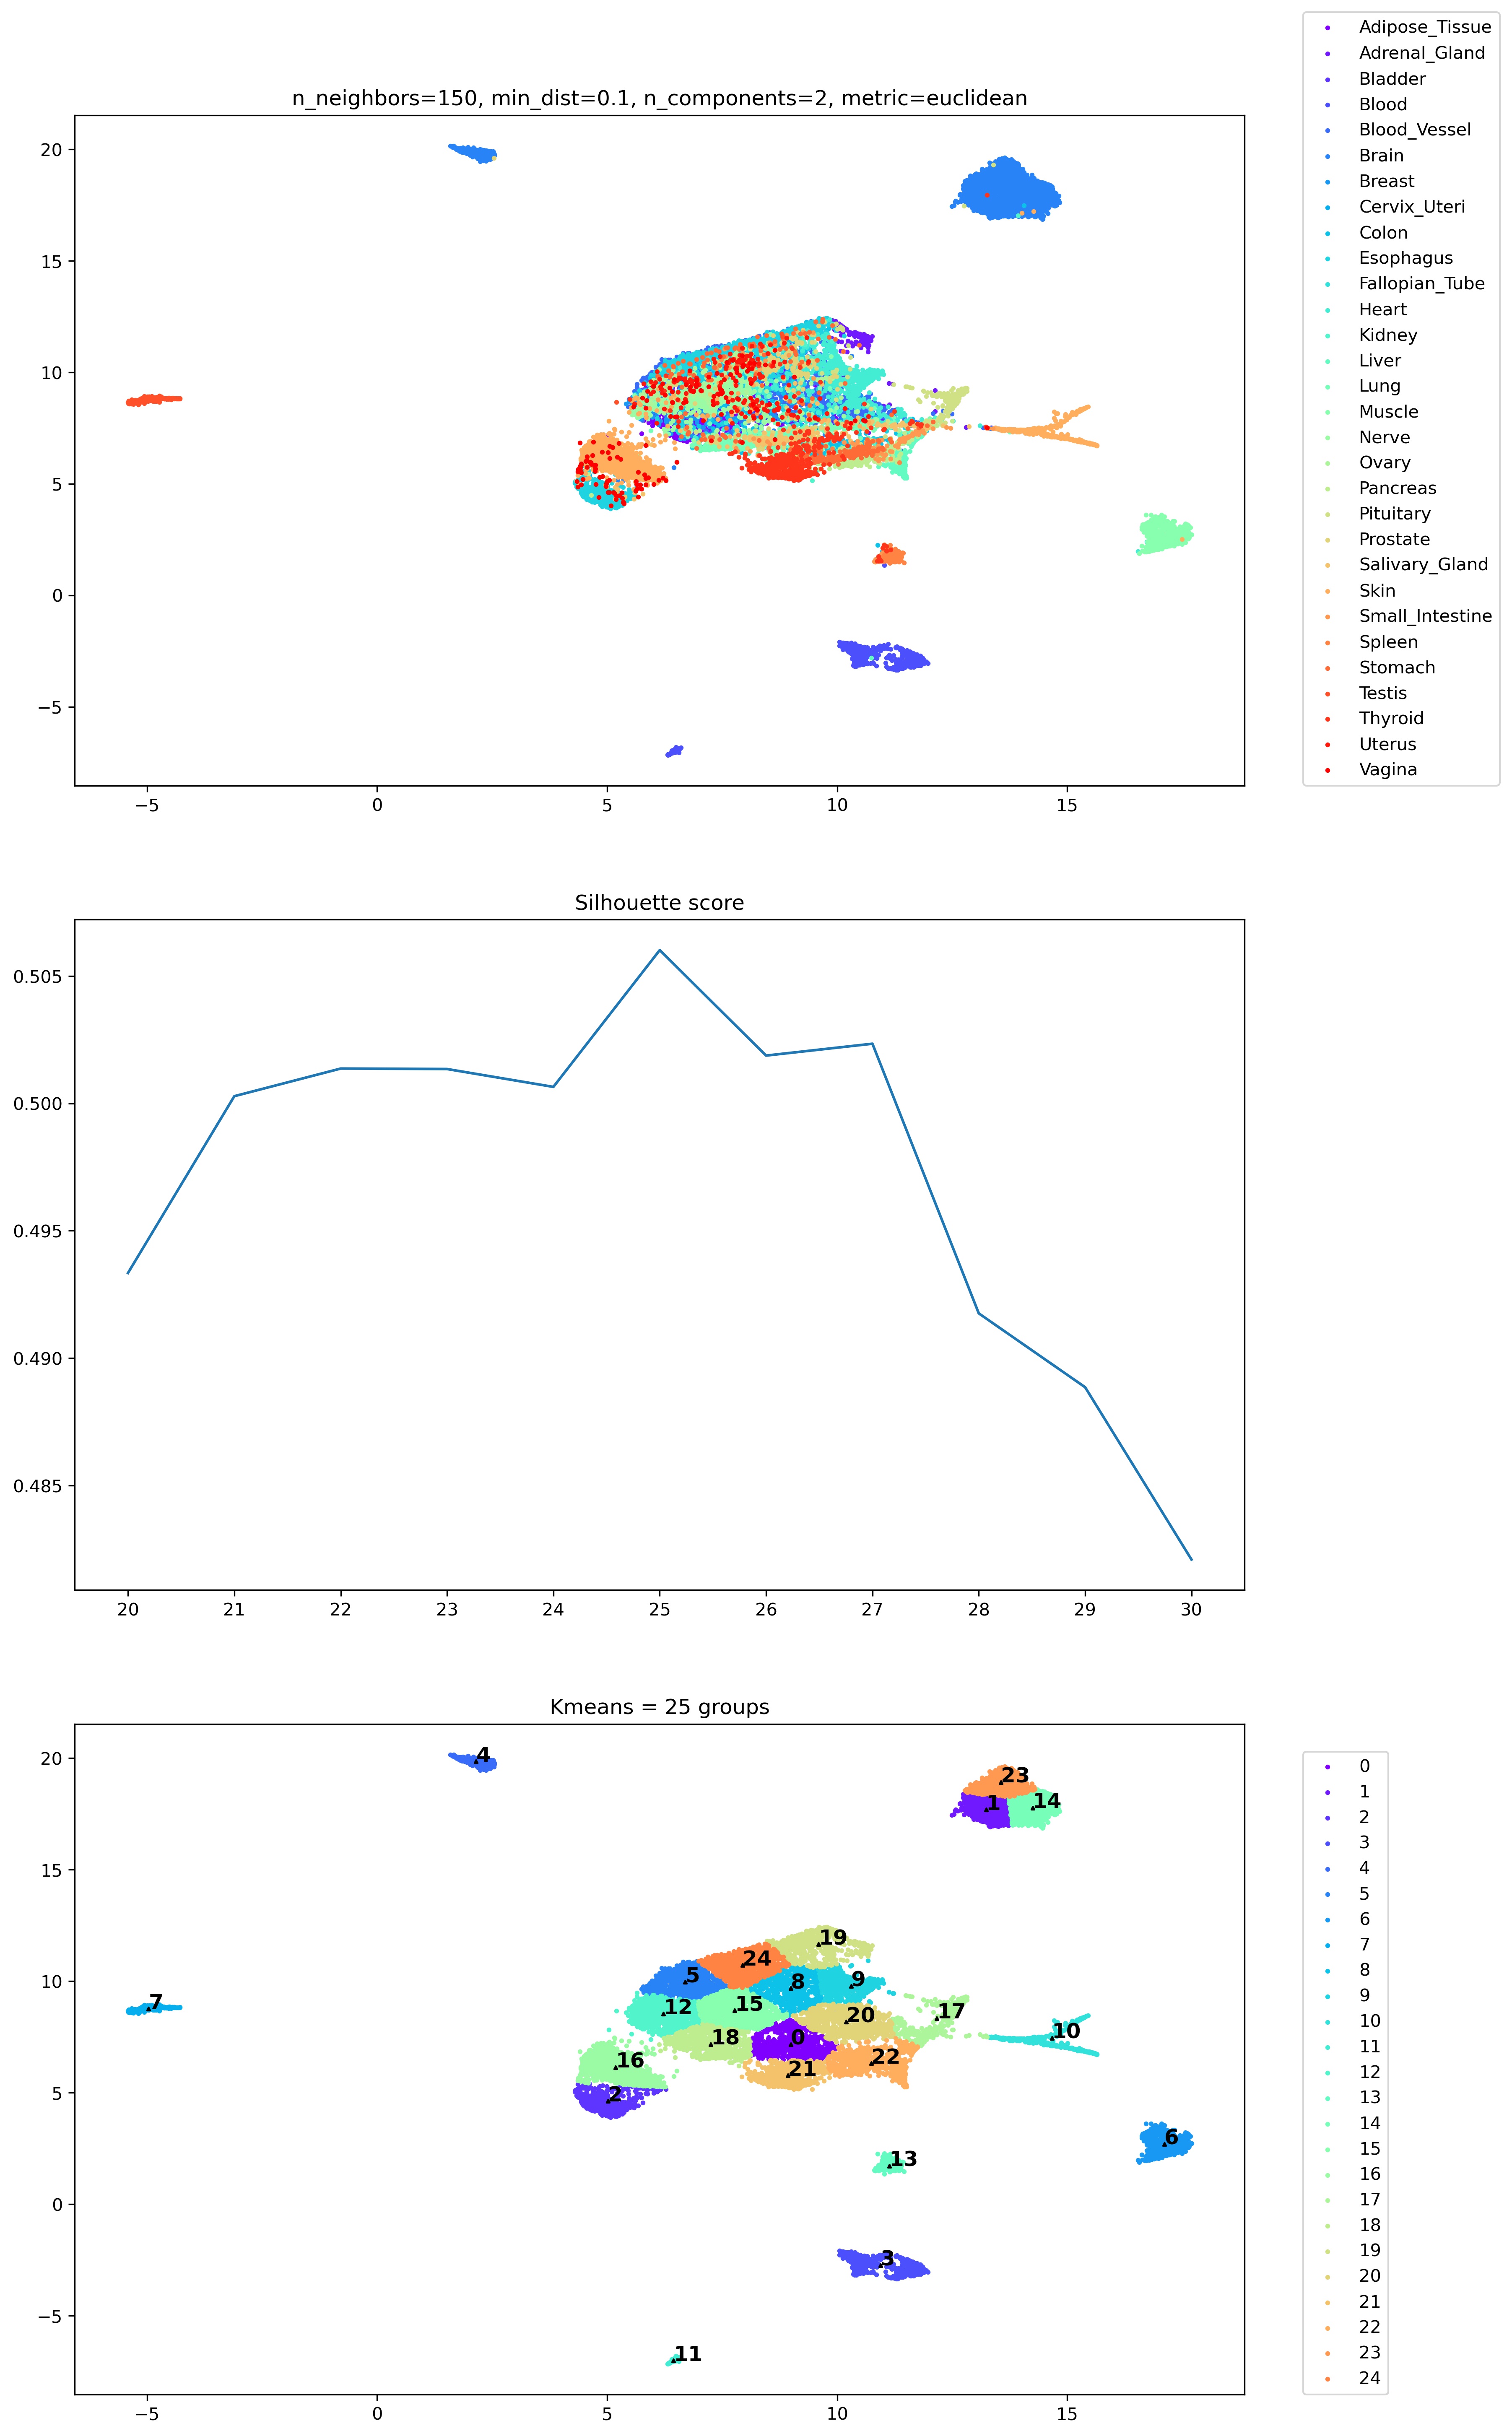 n_neighbors=150, min_dist=0.1, n_components=2, metric=euclidean
20
15
10
5
0
−5
−5
0
5
10
15
Adipose_Tissue
Adrenal_Gland
Bladder
Blood
Blood_Vessel
Brain
Breast
Cervix_Uteri
Colon
Esophagus
Fallopian_Tube
Heart
Kidney
Liver
Lung
Muscle
Nerve
Ovary
Pancreas
Pituitary
Prostate
Salivary_Gland
Skin
Small_Intestine
Spleen
Stomach
Testis
Thyroid
Uterus
Vagina
Silhouette score
0.505
0.500
0.495
0.490
0.485
20
21
22
23
24
25
26
27
28
29
30
Kmeans = 25 groups
20
15
10
5
0
−5
−5
0
5
10
15
4
23
1
14
19
24
5
8
9
7
12
15
20
17
10
18
0
16
22
21
2
6
13
3
11
0
1
2
3
4
5
6
7
8
9
10
11
12
13
14
15
16
17
18
19
20
21
22
23
24